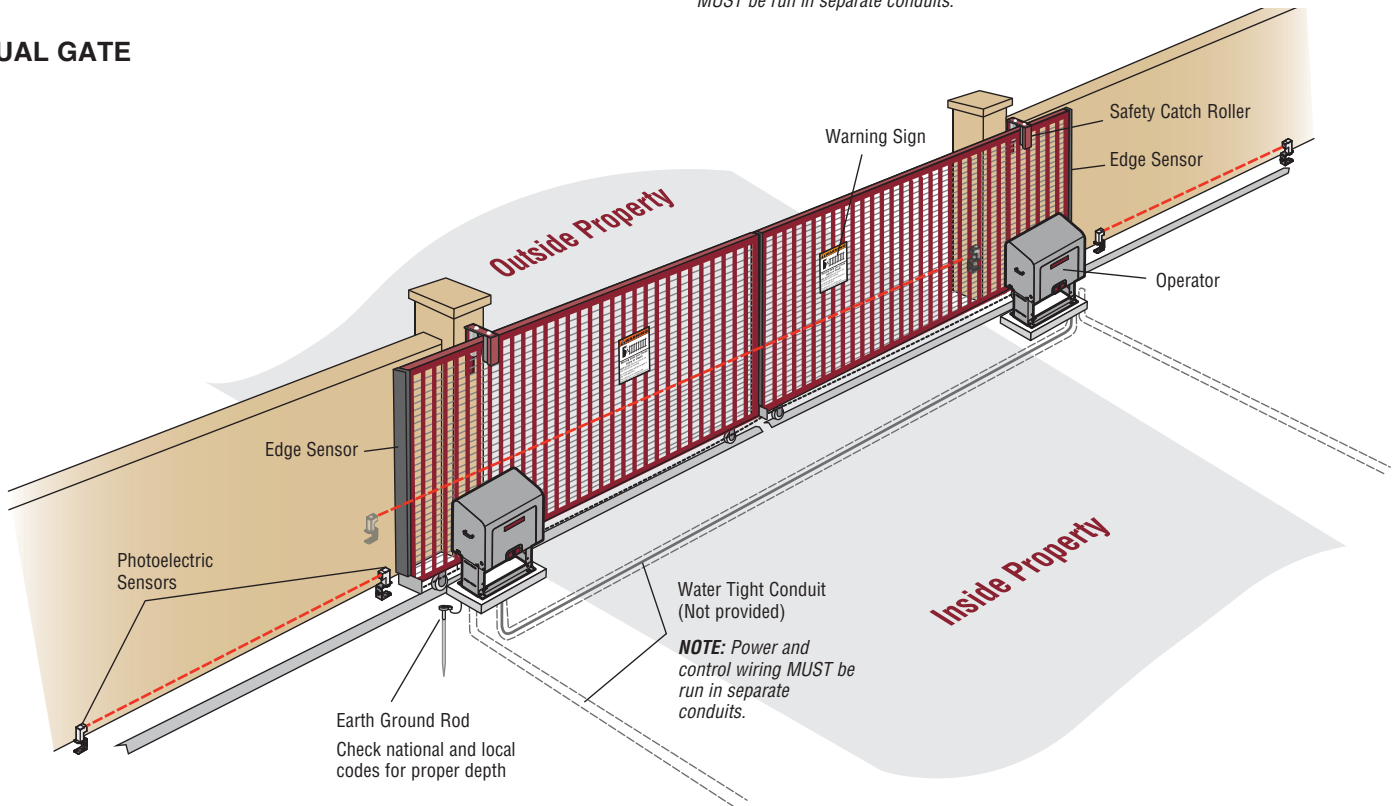 MUST be run in separate conduits.
UAL GATE
Safety Catch Roller
Warning Sign
Edge Sensor
Outside Property
Operator
Edge Sensor
Photoelectric
Sensors
Water Tight Conduit
(Not provided)
NOTE: Power and
control wiring MUST be
run in separate
conduits.
Inside Property
Earth Ground Rod
Check national and local
codes for proper depth